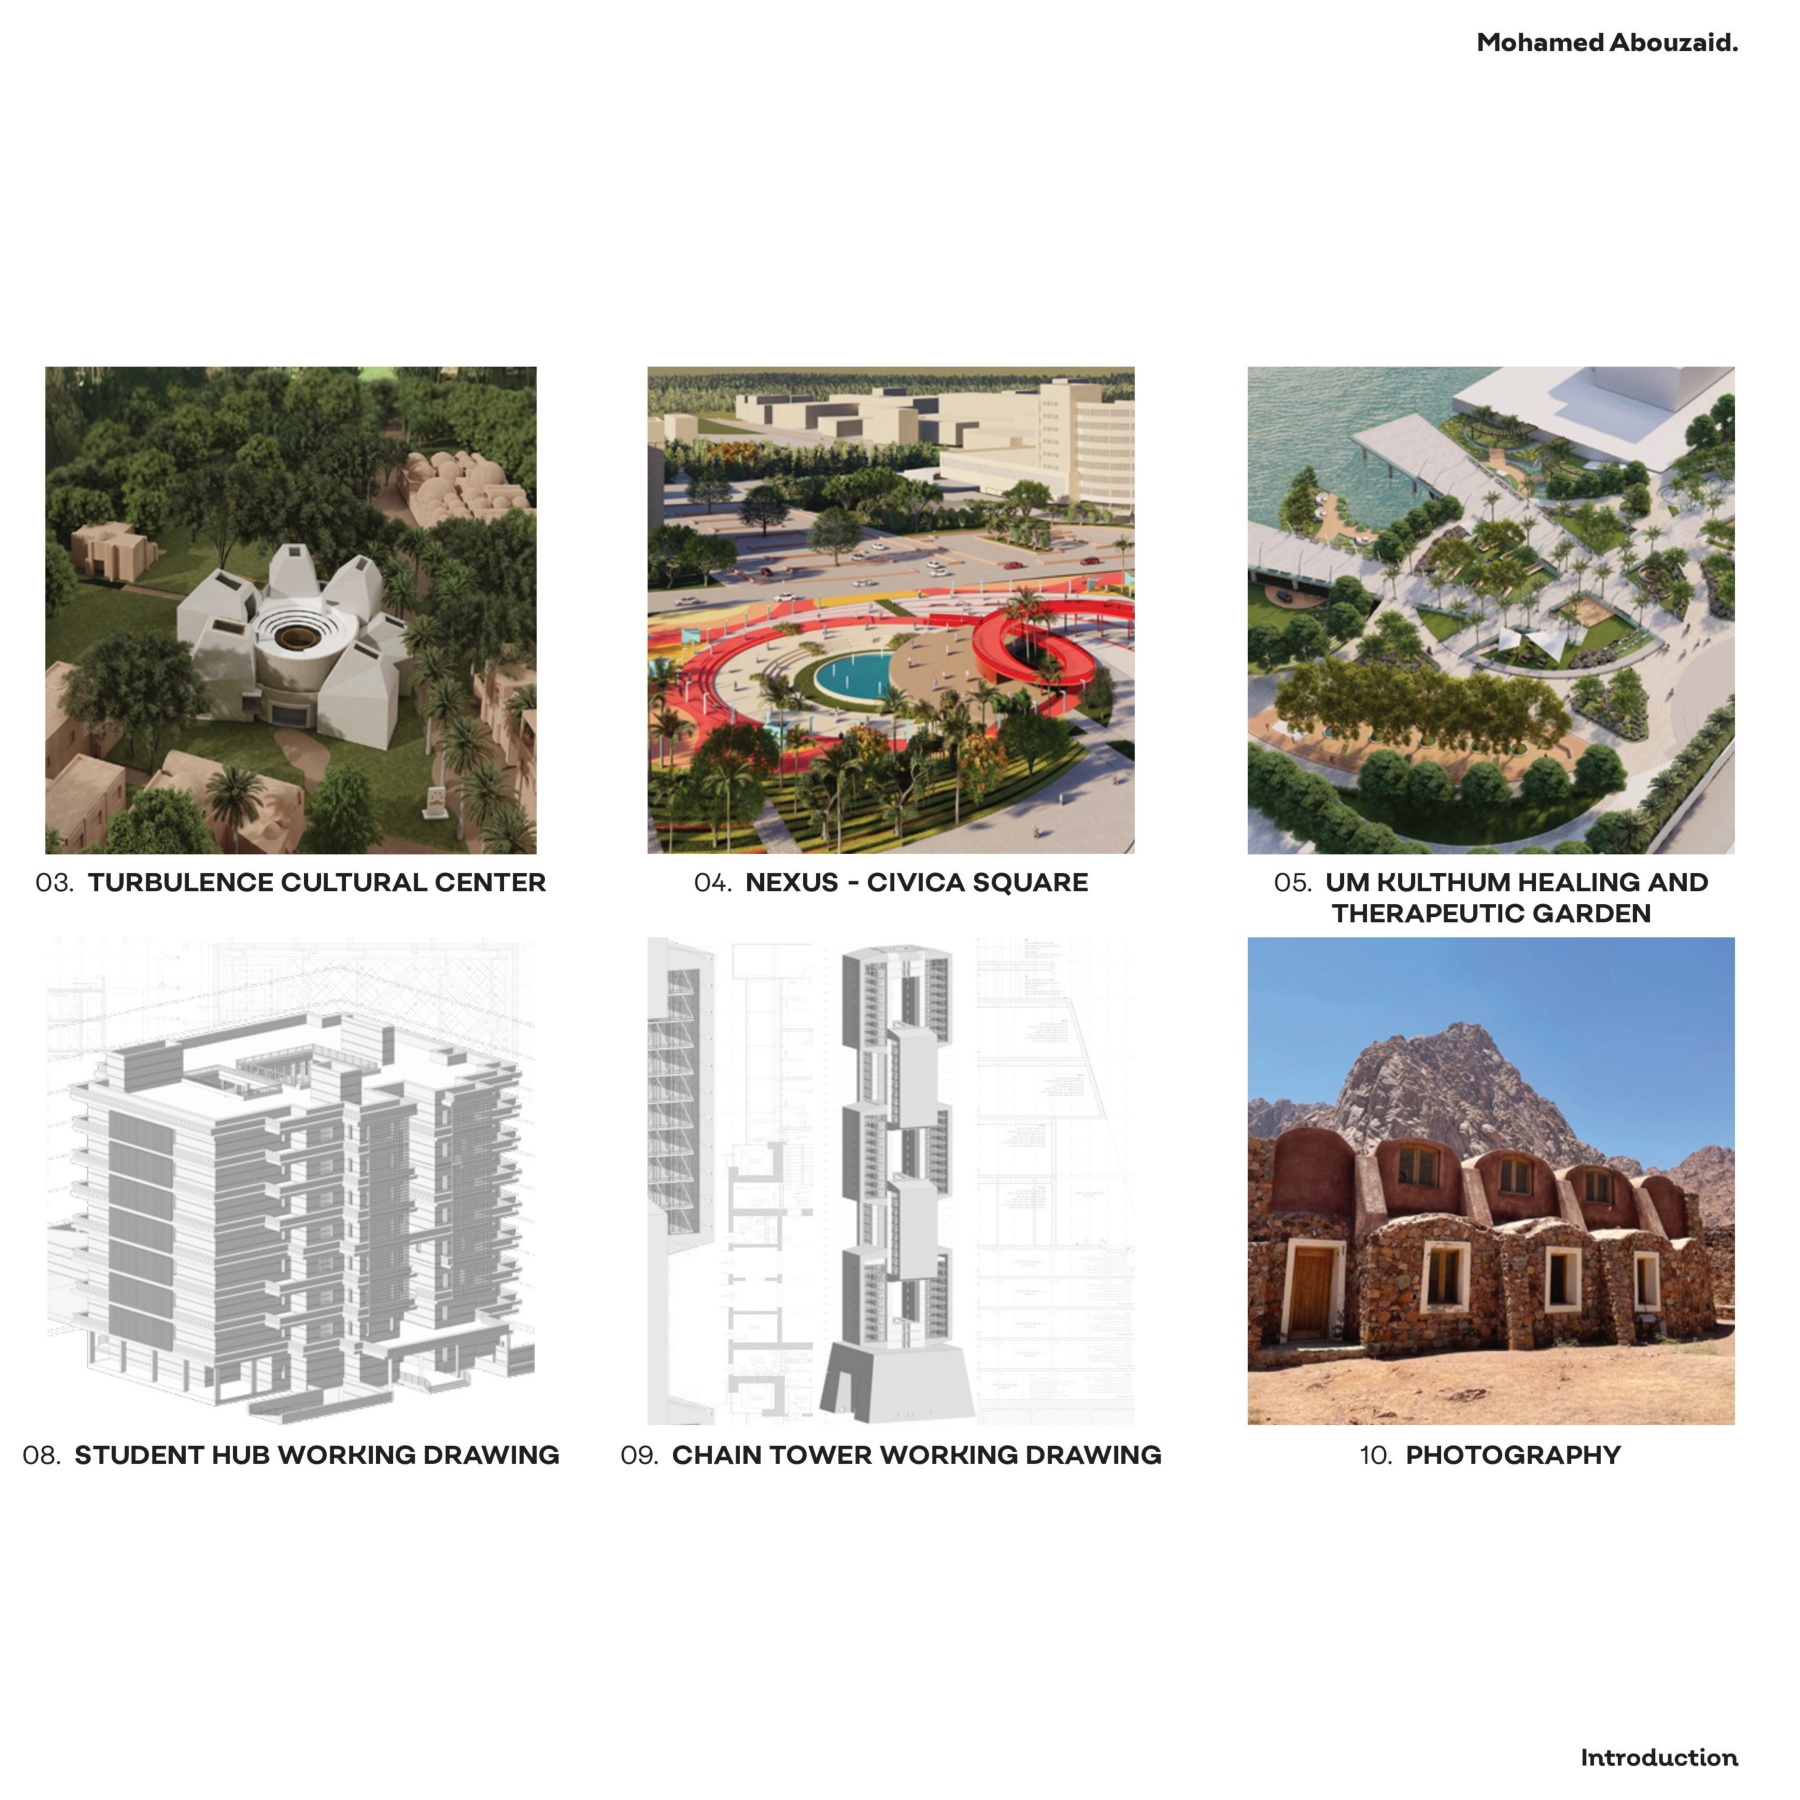 Mohamed Abouzaid.
03. TURBULENCE CULTURAL CENTER
04. NEXUS - CIVICA SQUARE
05. UM KULTHUM HEALING AND
THERAPEUTIC GARDEN
08. STUDENT HUB WORKING DRAWING
09. CHAIN TOWER WORKING DRAWING
10. PHOTOGRAPHY
Introduction